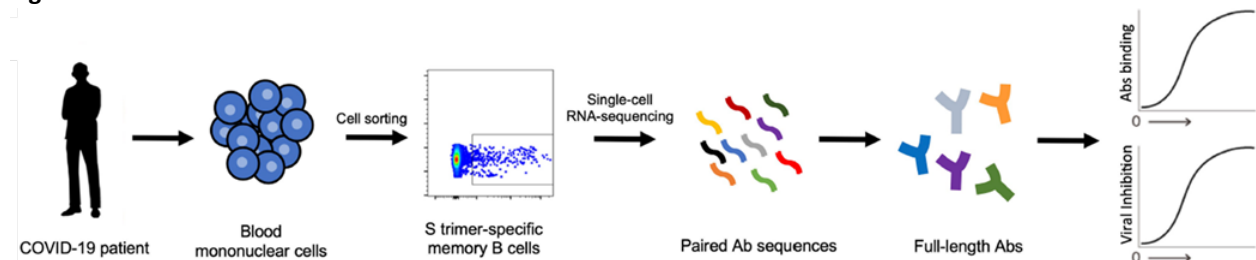 Cell sorting
Single-cell
RNA-sequencing
Abs binding
0
Viral Inhibition
0
COVID-19 patient
Blood
mononuclear cells
S trimer-specific
memory B cells
Paired Ab sequences
Full-length Abs